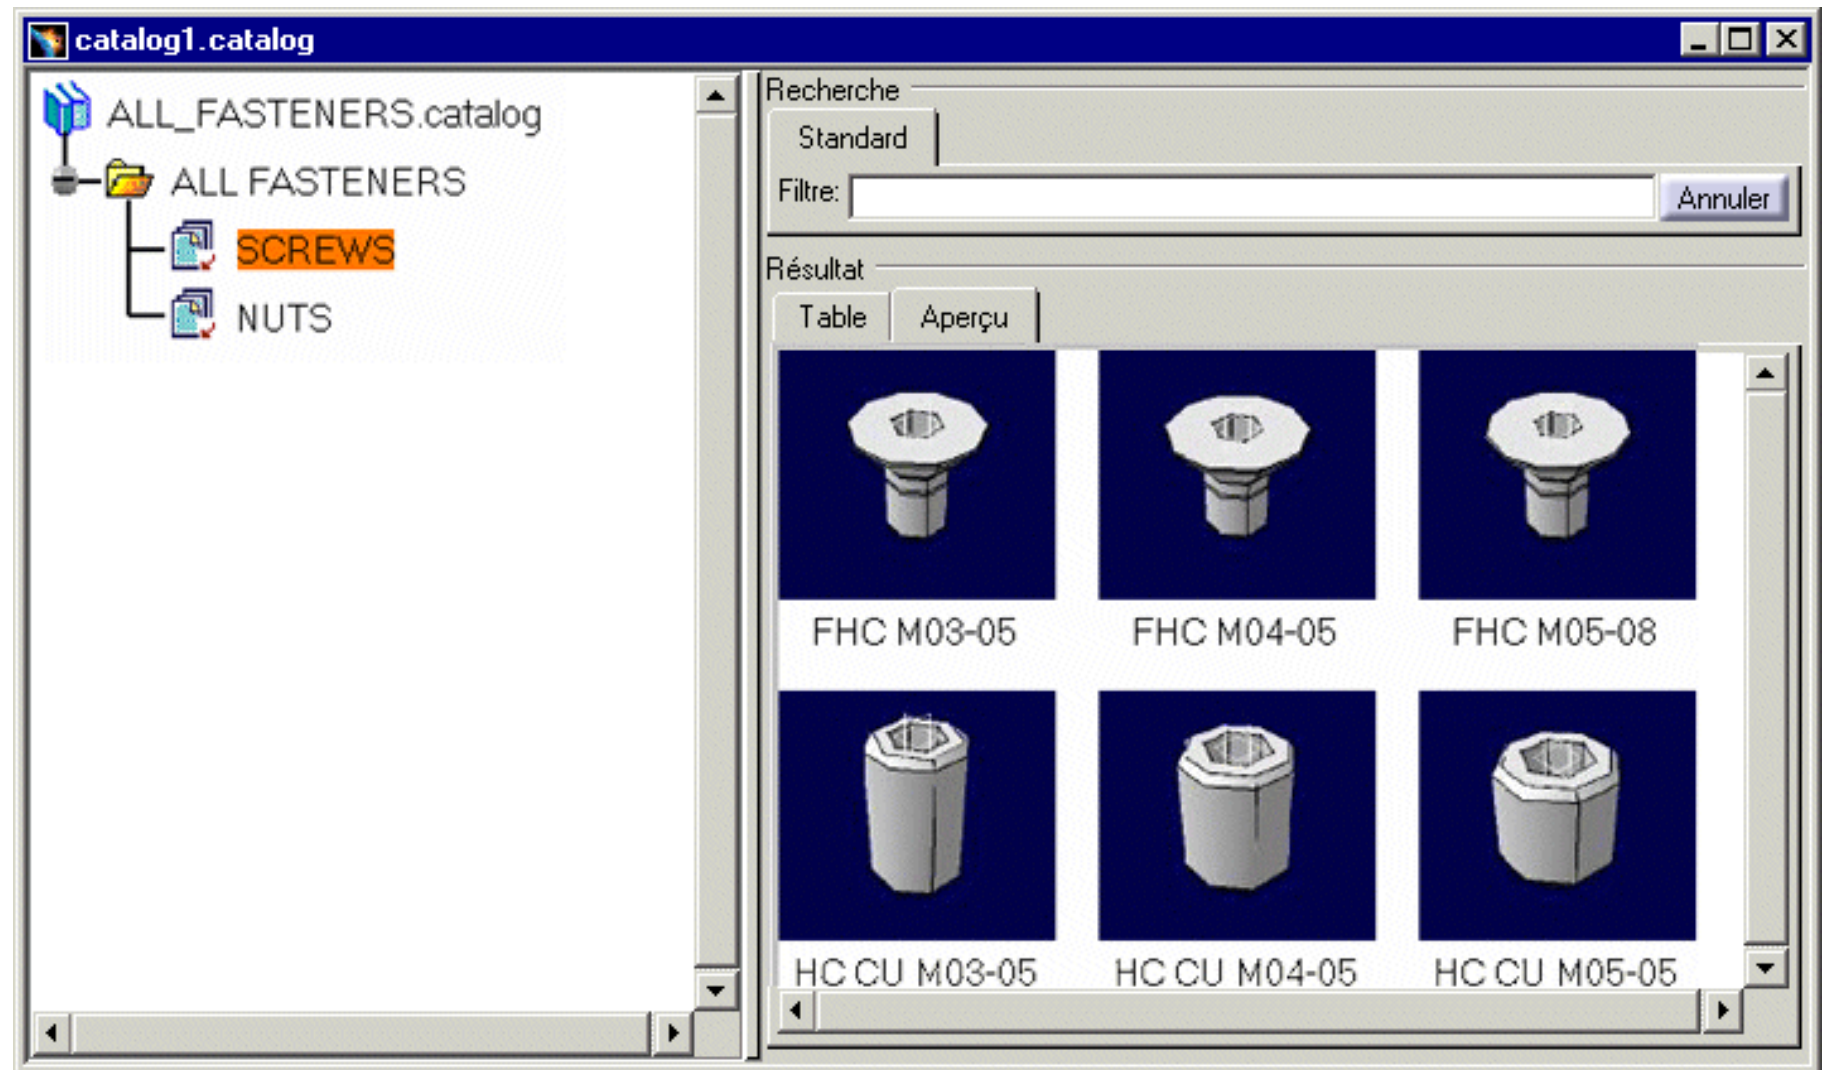 catalog1.catalog
ALL_FASTENERS.catalog
ALL FASTENERS
SCREWS
NUTS
Recherche
Standard
Filtre:
Annuler
Résultat
Table Aperçu
FHC M03-05 FHC M04-05 FHC M05-08
HC CU M03-05 HC CU M04-05 HC CU M05-05